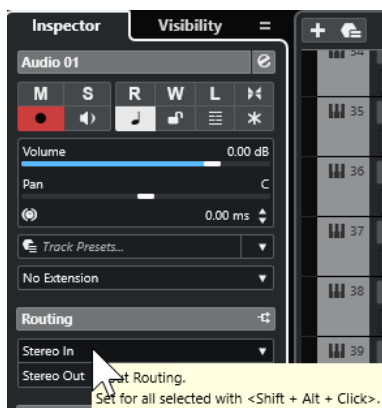 Inspector Visibility
Audio 01
34
M S R W L
35
Volume 0.00 dB
36
Pan C
0.00 ms
37
Track Presets...
No Extension
38
Routing
Stereo In
39
Stereo Out ut Routing.
Set for all selected with <Shift + Alt + Click>.